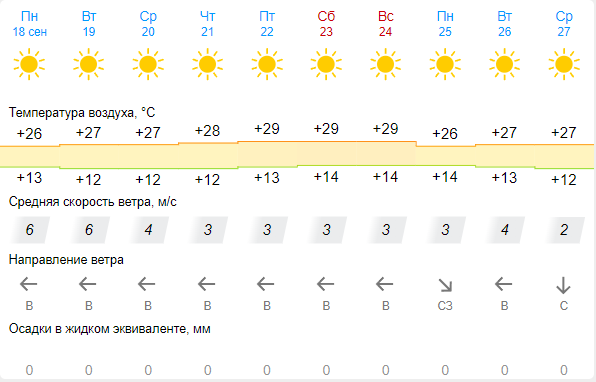 Пн Вт Ср Чт Пт Сб Вс Пн Вт Ср
18 сен 19 20 21 22 23 24 25 26 27
Температура воздуха, °C
+26 +27 +27 +28 +29 +29 +29 +26 +27 +27
+13 +12 +12 +12 +13 +14 +14 +14 +13 +12
Средняя скорость ветра, м/с
6 6 4 3 3 3 3 3 4 2
Направление ветра
В В В В В В В СЗ В С
Осадки в жидком эквиваленте, мм
0 0 0 0 0 0 0 0 0 0